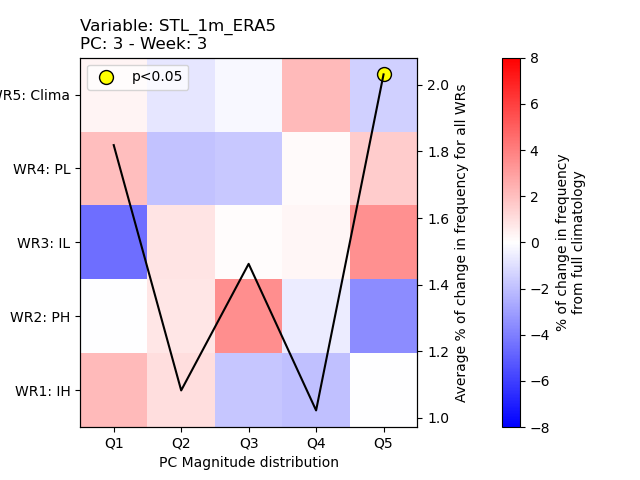 Variable: STL_1m_ERA5
PC: 3 - Week: 3
p<0.05
WR5: Clima
WR4: PL
WR3: IL
WR2: PH
WR1: IH
Q1 Q2 Q3 Q4 Q5
PC Magnitude distribution
2.0
1.8
1.6
1.4
1.2
1.0
Average % of change in frequency for all WRs
8
6
4
2
0
−2
−4
−6
−8
% of change in frequency
from full climatology